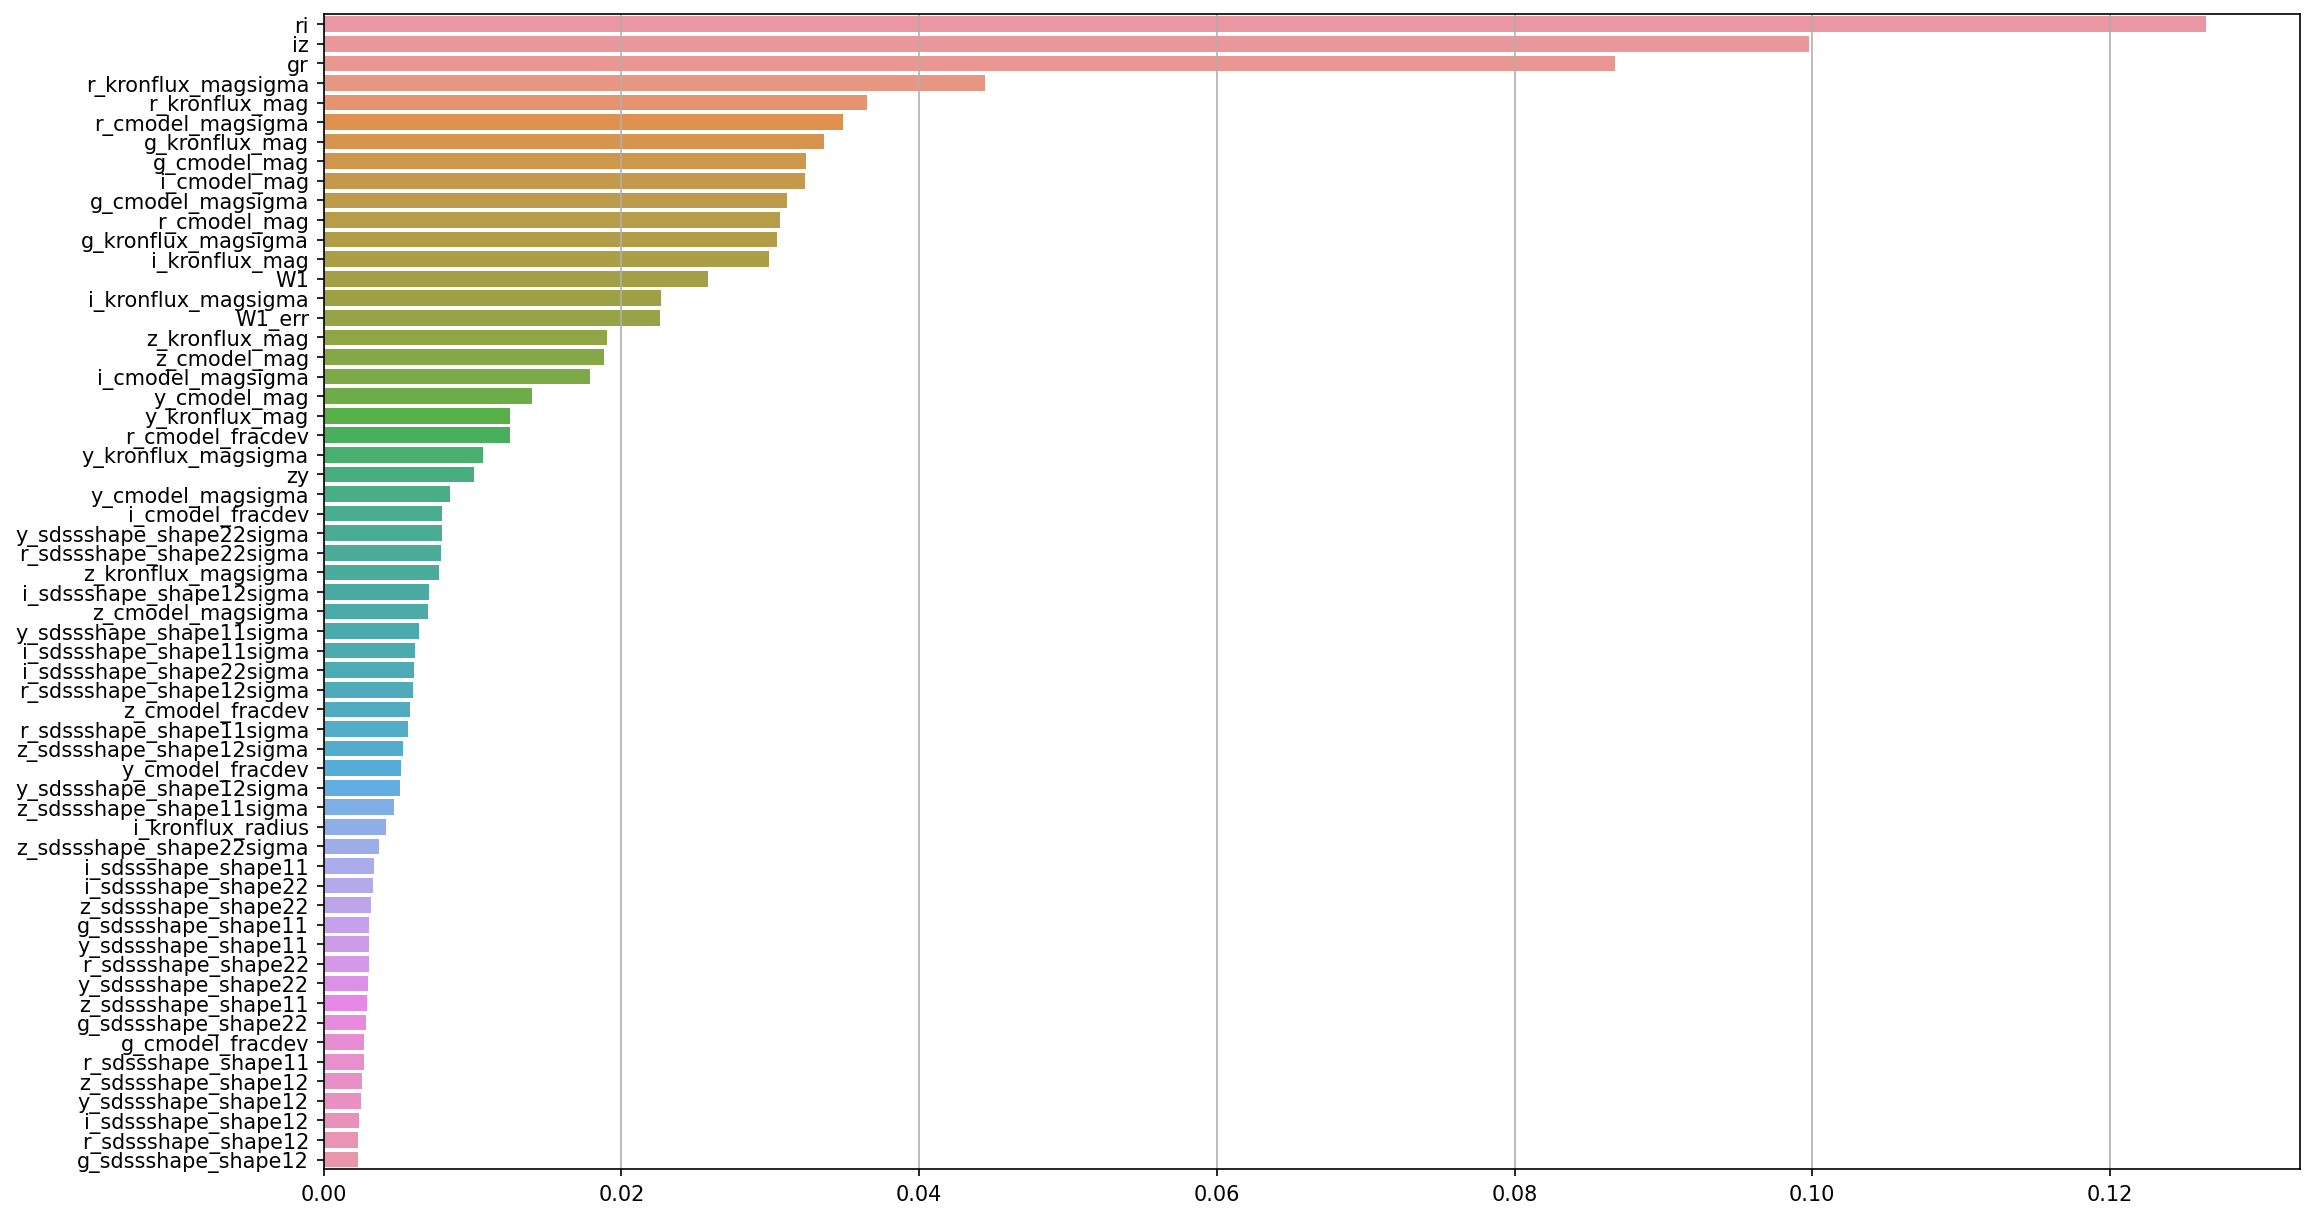 ri
iz
gr
r_kronflux_magsigma
r_kronflux_mag
r_cmodel_magsigma
g_kronflux_mag
g_cmodel_mag
i_cmodel_mag
g_cmodel_magsigma
r_cmodel_mag
g_kronflux_magsigma
i_kronflux_mag
W1
i_kronflux_magsigma
W1_err
z_kronflux_mag
z_cmodel_mag
i_cmodel_magsigma
y_cmodel_mag
y_kronflux_mag
r_cmodel_fracdev
y_kronflux_magsigma
zy
y_cmodel_magsigma
i_cmodel_fracdev
y_sdssshape_shape22sigma
r_sdssshape_shape22sigma
z_kronflux_magsigma
i_sdssshape_shape12sigma
z_cmodel_magsigma
y_sdssshape_shape11sigma
i_sdssshape_shape11sigma
i_sdssshape_shape22sigma
r_sdssshape_shape12sigma
z_cmodel_fracdev
r_sdssshape_shape11sigma
z_sdssshape_shape12sigma
y_cmodel_fracdev
y_sdssshape_shape12sigma
z_sdssshape_shape11sigma
i_kronflux_radius
z_sdssshape_shape22sigma
i_sdssshape_shape11
i_sdssshape_shape22
z_sdssshape_shape22
g_sdssshape_shape11
y_sdssshape_shape11
r_sdssshape_shape22
y_sdssshape_shape22
z_sdssshape_shape11
g_sdssshape_shape22
g_cmodel_fracdev
r_sdssshape_shape11
z_sdssshape_shape12
y_sdssshape_shape12
i_sdssshape_shape12
r_sdssshape_shape12
g_sdssshape_shape12
0.00 0.02 0.04 0.06 0.08 0.10 0.12